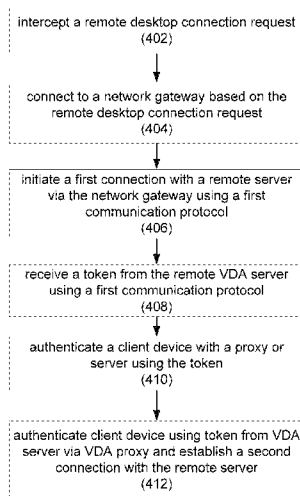 intercept a remote desktop connection request
(402)
connect to a network gateway based on the
remote desktop connection request
(404)
initiate a first connection with a remote server
via the network gateway using a first
communication protocol
(406)
receive a token from the remote VDA server
using a first communication protocol
(408)
authenticate a client device with a proxy or
server using the token
(410)
authenticate client device using token from VDA
server via VDA proxy and establish a second
connection with the remote server
(412)